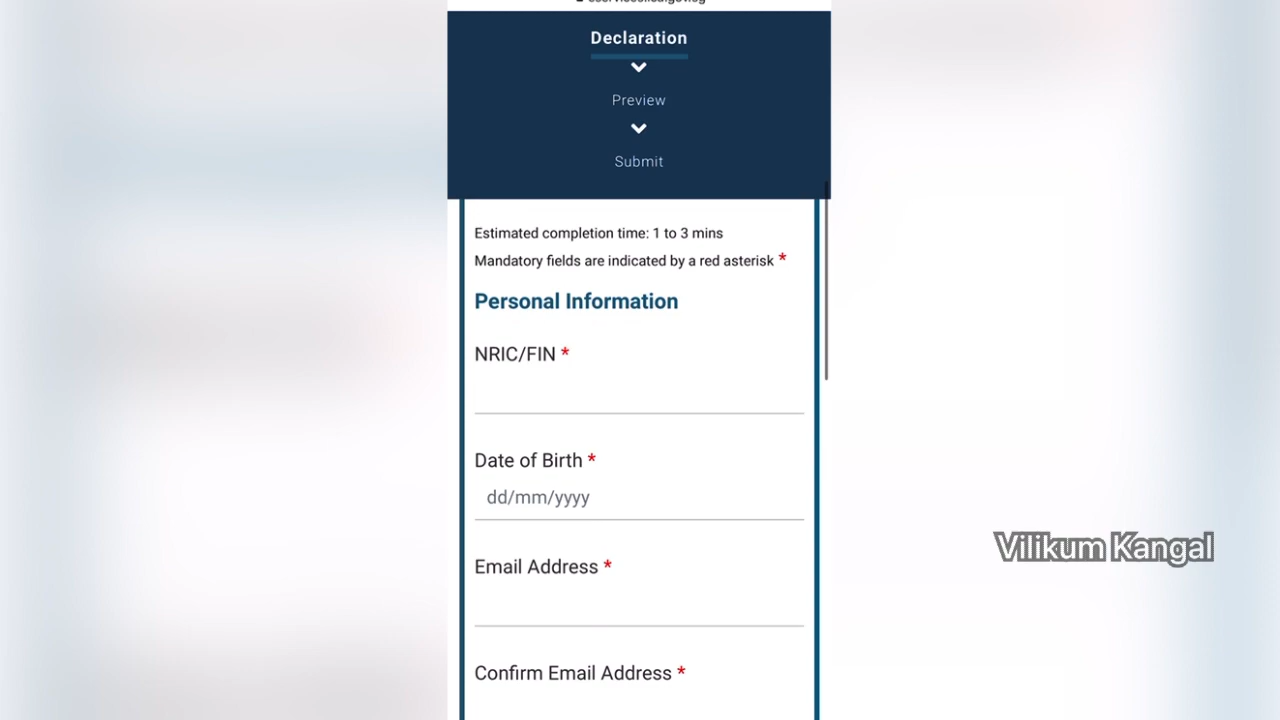 Declaration
Preview
Submit
Estimated completion time: 1 to 3 mins
Mandatory fields are indicated by a red asterisk *
Personal Information
NRIC/FIN *
Date of Birth *
dd/mm/yyyy
Email Address *
Vilikum Kangal
Confirm Email Address *